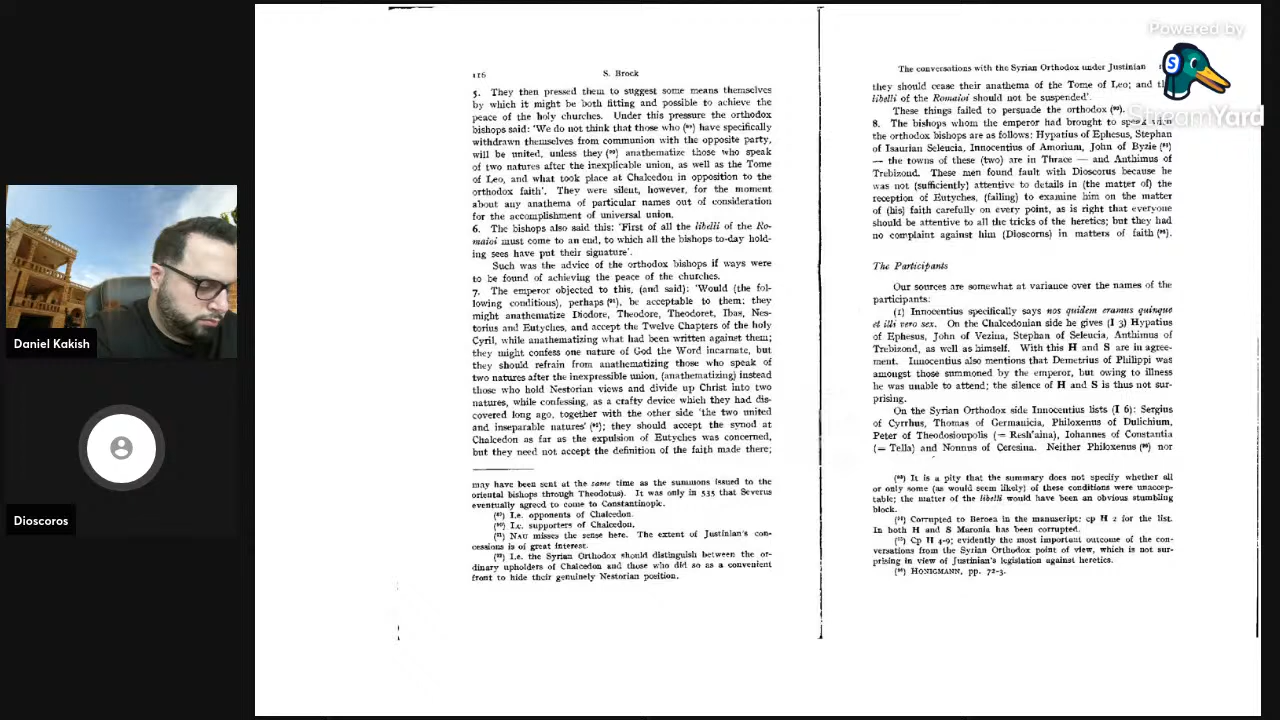 116 S. Brock
5. They then pressed them to suggest some means themselves
by which it might be both fitting and possible to achieve the
peace of the holy churches. Under this pressure the orthodox
bishops said: 'We do not think that those who (⁸⁹) have specifically
withdrawn themselves from communion with the opposite party,
will be united, unless they (⁹⁰) anathematize those who speak
of two natures after the inexplicable union, as well as the Tome
of Leo, and what took place at Chalcedon in opposition to the
orthodox faith'. They were silent, however, for the moment
about any anathema of particular names out of consideration
for the accomplishment of universal union.
6. The bishops also said this: 'First of all the libelli of the Ro-
maioi must come to an end, to which all the bishops to-day hold-
ing sees have put their signature'.
Such was the advice of the orthodox bishops if ways were
to be found of achieving the peace of the churches.
7. The emperor objected to this, (and said): 'Would (the fol-
lowing conditions), perhaps (⁹¹), be acceptable to them: they
might anathematize Diodore, Theodore, Theodoret, Ibas, Nes-
torius and Eutyches, and accept the Twelve Chapters of the holy
Cyril, while anathematizing what had been written against them;
they might confess one nature of God the Word incarnate, but
they should refrain from anathematizing those who speak of
two natures after the inexpressible union, (anathematizing) instead
those who hold Nestorian views and divide up Christ into two
natures, while confessing, as a crafty device which they had dis-
covered long ago, together with the other side 'the two united
and inseparable natures' (⁹²); they should accept the synod at
Chalcedon as far as the expulsion of Eutyches was concerned,
but they need not accept the definition of the faith made there;
may have been sent at the same time as the summons issued to the
oriental bishops through Theodotus). It was only in 535 that Severus
eventually agreed to come to Constantinople.
(⁸⁹) I.e. opponents of Chalcedon.
(⁹⁰) I.e. supporters of Chalcedon.
(⁹¹) NAU misses the sense here. The extent of Justinian's con-
cessions is of great interest.
(⁹²) I.e. the Syrian Orthodox should distinguish between the or-
dinary upholders of Chalcedon and those who did so as a convenient
front to hide their genuinely Nestorian position.
The conversations with the Syrian Orthodox under Justinian
they should cease their anathema of the Tome of Leo; and
libelli of the Romaioi should not be suspended'.
These things failed to persuade the orthodox (⁹³).
8. The bishops whom the emperor had brought to
the orthodox bishops are as follows: Hypatius of Ephesus, Stephan
of Isaurian Seleucia, Innocentius of Amorium, John of Byzie (⁹⁴)
— the towns of these (two) are in Thrace — and Anthimus of
Trebizond. These men found fault with Dioscorus because he
was not (sufficiently) attentive to details in (the matter of) the
reception of Eutyches, (failing) to examine him on the matter
of (his) faith carefully on every point, as is right that everyone
should be attentive to all the tricks of the heretics; but they had
no complaint against him (Dioscorus) in matters of faith (⁹⁵).
The Participants
Our sources are somewhat at variance over the names of the
participants:
(1) Innocentius specifically says nos quidem eramus quinque
et illi vero sex. On the Chalcedonian side he gives (I 3) Hypatius
of Ephesus, John of Vezina, Stephan of Seleucia, Anthimus of
Trebizond, as well as himself. With this H and S are in agree-
ment. Innocentius also mentions that Demetrius of Philippi was
amongst those summoned by the emperor, but owing to illness
he was unable to attend; the silence of H and S is thus not sur-
prising.
On the Syrian Orthodox side Innocentius lists (I 6): Sergius
of Cyrrhus, Thomas of Germanicia, Philoxenus of Dulichium,
Peter of Theodosioupolis (= Resh'aina), Iohannes of Constantia
(= Tella) and Nonnus of Ceresina. Neither Philoxenus (⁹⁶) nor
(⁹³) It is a pity that the summary does not specify whether all
or only some (as would seem likely) of these conditions were unaccep-
table; the matter of the libelli would have been an obvious stumbling
block.
(⁹⁴) Corrupted to Beroea in the manuscript; cp H 2 for the list.
In both H and S Maronia has been corrupted.
(⁹⁵) Cp H 4-9; evidently the most important outcome of the con-
versations from the Syrian Orthodox point of view, which is not sur-
prising in view of Justinian's legislation against heretics.
(⁹⁶) HONIGMANN, pp. 72-3.
Powered by
S
StreamYard
Daniel Kakish
Dioscoros